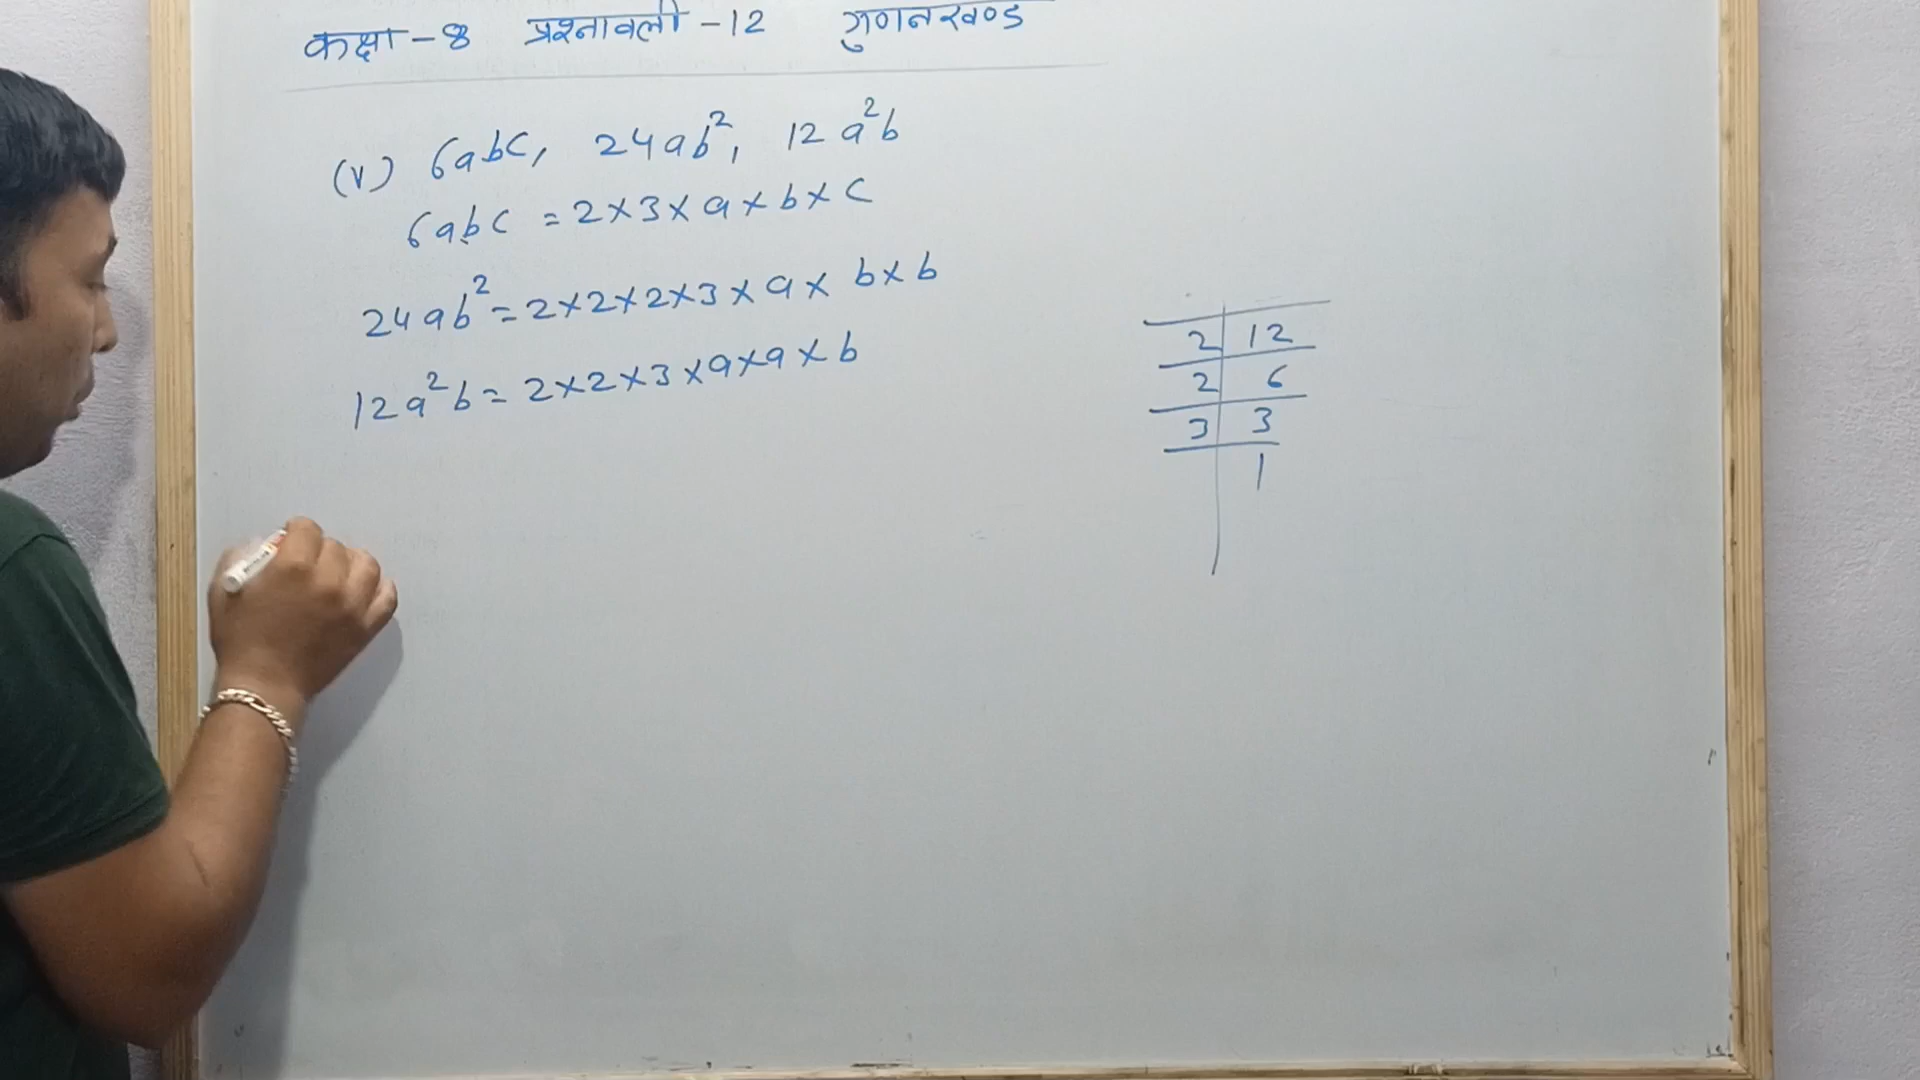 कक्षा - 8 प्रश्नावली - 12 गुणनखण्ड
(V) 6abc, 24ab², 12a²b
6abc = 2×3×a×b×c
24ab² = 2×2×2×3×a×b×b
12a²b = 2×2×3×a×a×b
2 12
2 6
3 3
1